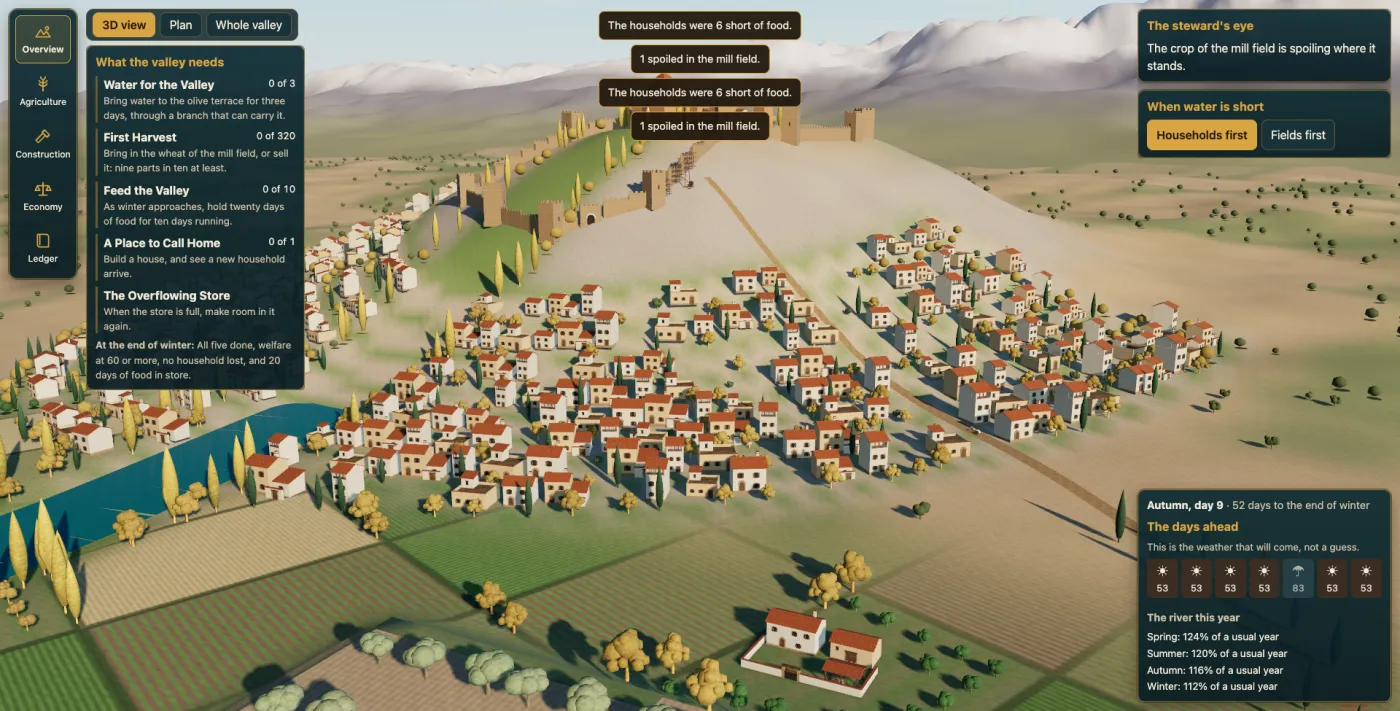 Overview
Agriculture
Construction
Economy
Ledger
3D view
Plan
Whole valley
What the valley needs
Water for the Valley
0 of 3
Bring water to the olive terrace for three
days, through a branch that can carry it.
First Harvest
0 of 320
Bring in the wheat of the mill field, or sell
it: nine parts in ten at least.
Feed the Valley
0 of 10
As winter approaches, hold twenty days
of food for ten days running.
A Place to Call Home
0 of 1
Build a house, and see a new household
arrive.
The Overflowing Store
When the store is full, make room in it
again.
At the end of winter: All five done, welfare
at 60 or more, no household lost, and 20
days of food in store.
The households were 6 short of food.
1 spoiled in the mill field.
The households were 6 short of food.
1 spoiled in the mill field.
The steward's eye
The crop of the mill field is spoiling where it
stands.
When water is short
Households first
Fields first
Autumn, day 9 · 52 days to the end of winter
The days ahead
This is the weather that will come, not a guess.
53 53 53 53 83 53 53
The river this year
Spring: 124% of a usual year
Summer: 120% of a usual year
Autumn: 116% of a usual year
Winter: 112% of a usual year